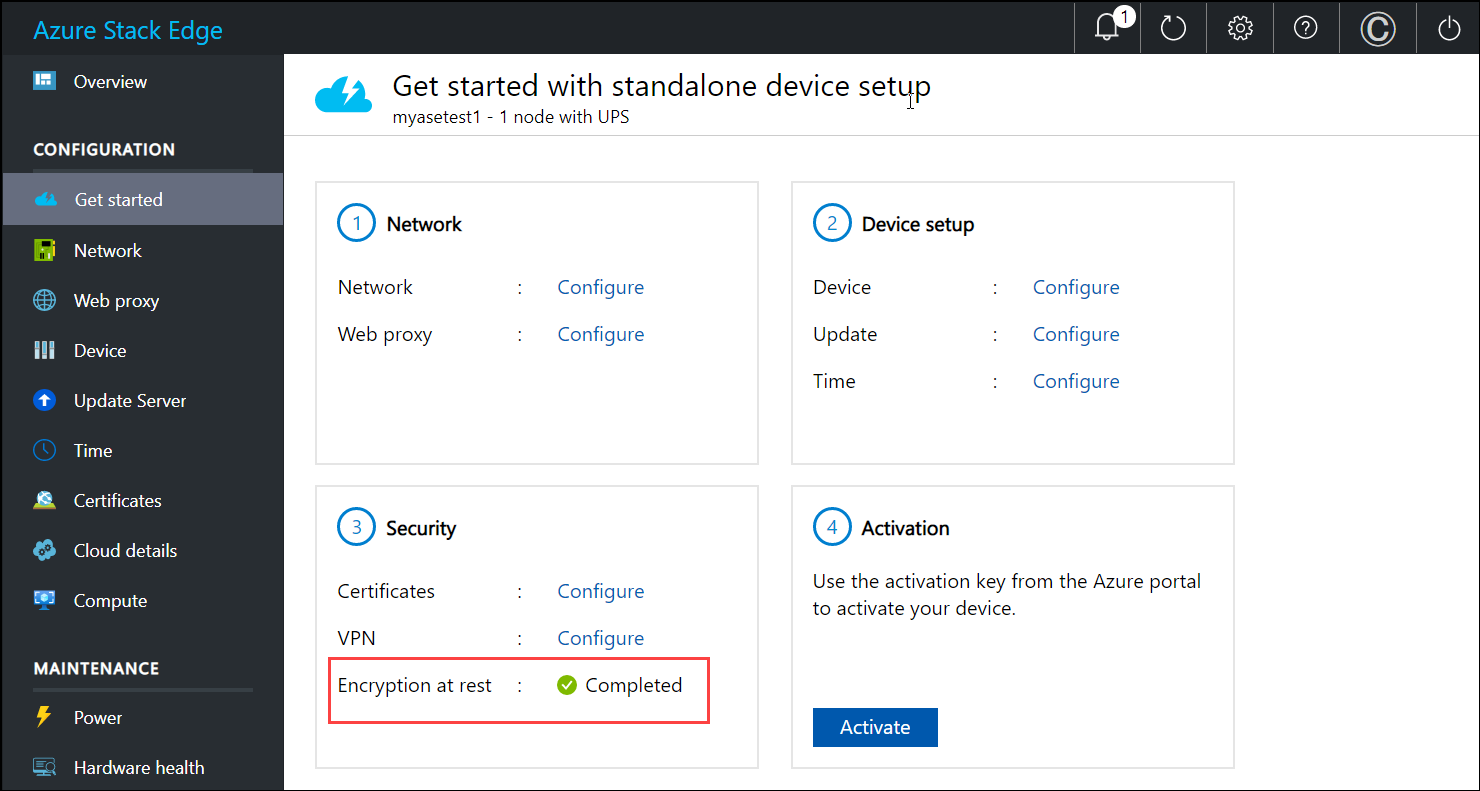 Azure Stack Edge
1
Overview
CONFIGURATION
Get started
Network
Web proxy
Device
Update Server
Time
Certificates
Cloud details
Compute
MAINTENANCE
Power
Hardware health
Get started with standalone device setup
myasetest1 - 1 node with UPS
1 Network
Network : Configure
Web proxy : Configure
2 Device setup
Device : Configure
Update : Configure
Time : Configure
3 Security
Certificates : Configure
VPN : Configure
Encryption at rest : Completed
4 Activation
Use the activation key from the Azure portal
to activate your device.
Activate